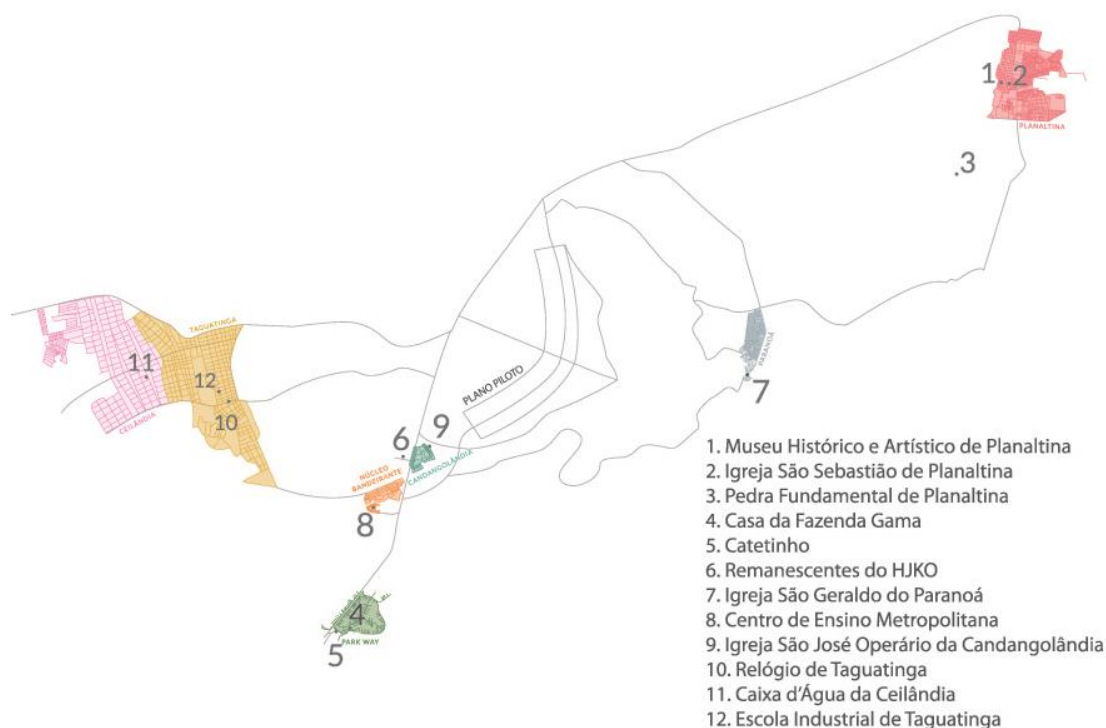 1
2
PLANALTINA
3
TAGUATINGA
11
12
10
CEILÂNDIA
PLANO PILOTO
PARANOÁ
7
6
9
CANDANGOLÂNDIA
NÚCLEO
BANDEIRANTE
8
4
PARK WAY
5
1. Museu Histórico e Artístico de Planaltina
2. Igreja São Sebastião de Planaltina
3. Pedra Fundamental de Planaltina
4. Casa da Fazenda Gama
5. Catetinho
6. Remanescentes do HJKO
7. Igreja São Geraldo do Paranoá
8. Centro de Ensino Metropolitana
9. Igreja São José Operário da Candangolândia
10. Relógio de Taguatinga
11. Caixa d'Água da Ceilândia
12. Escola Industrial de Taguatinga